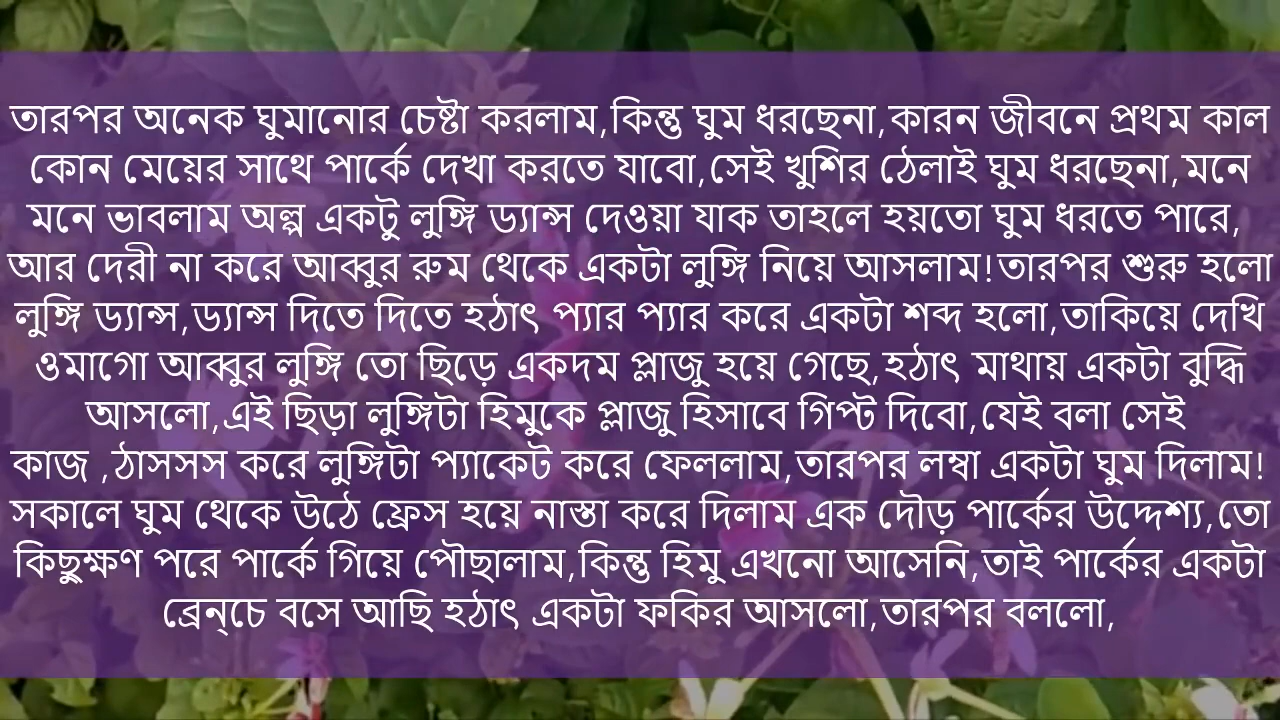 তারপর অনেক ঘুমানোর চেষ্টা করলাম,কিন্তু ঘুম ধরছেনা,কারন জীবনে প্রথম কাল
কোন মেয়ের সাথে পার্কে দেখা করতে যাবো,সেই খুশির ঠেলাই ঘুম ধরছেনা,মনে
মনে ভাবলাম অল্প একটু লুঙ্গি ড্যান্স দেওয়া যাক তাহলে হয়তো ঘুম ধরতে পারে,
আর দেরী না করে আব্বুর রুম থেকে একটা লুঙ্গি নিয়ে আসলাম!তারপর শুরু হলো
লুঙ্গি ড্যান্স,ড্যান্স দিতে দিতে হঠাৎ প্যার প্যার করে একটা শব্দ হলো,তাকিয়ে দেখি
ওমাগো আব্বুর লুঙ্গি তো ছিড়ে একদম প্লাজু হয়ে গেছে,হঠাৎ মাথায় একটা বুদ্ধি
আসলো,এই ছিড়া লুঙ্গিটা হিমুকে প্লাজু হিসাবে গিপ্ট দিবো,যেই বলা সেই
কাজ ,ঠাসসস করে লুঙ্গিটা প্যাকেট করে ফেললাম,তারপর লম্বা একটা ঘুম দিলাম!
সকালে ঘুম থেকে উঠে ফ্রেস হয়ে নাস্তা করে দিলাম এক দৌড় পার্কের উদ্দেশ্য,তো
কিছুক্ষণ পরে পার্কে গিয়ে পৌছালাম,কিন্তু হিমু এখনো আসেনি,তাই পার্কের একটা
ব্রেন্‌চে বসে আছি হঠাৎ একটা ফকির আসলো,তারপর বললো,